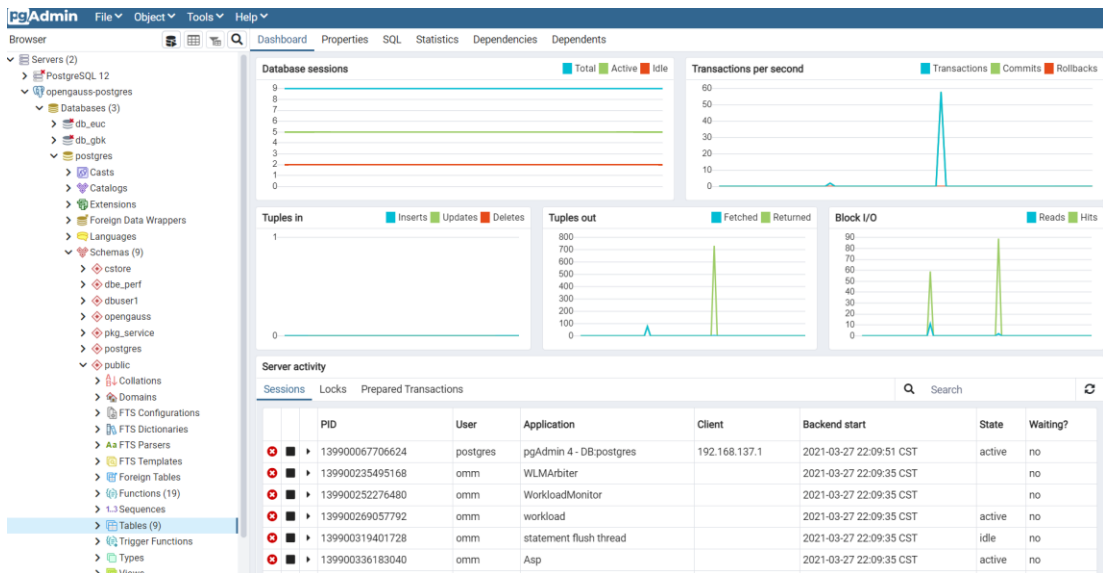 pgAdmin File Object Tools Help
Browser
Dashboard Properties SQL Statistics Dependencies Dependents
Servers (2)
PostgreSQL 12
opengauss-postgres
Databases (3)
db_euc
db_gbk
postgres
Casts
Catalogs
Extensions
Foreign Data Wrappers
Languages
Schemas (9)
cstore
dbe_perf
dbuser1
opengauss
pkg_service
postgres
public
Collations
Domains
FTS Configurations
FTS Dictionaries
Aa FTS Parsers
FTS Templates
Foreign Tables
Functions (19)
1..3 Sequences
Tables (9)
Trigger Functions
Types
Views
Database sessions Total Active Idle
9
8
7
6
5
4
3
2
1
0
Transactions per second Transactions Commits Rollbacks
60
50
40
30
20
10
0
Tuples in Inserts Updates Deletes
1
0
Tuples out Fetched Returned
800
700
600
500
400
300
200
100
0
Block I/O Reads Hits
90
80
70
60
50
40
30
20
10
0
Server activity
Sessions Locks Prepared Transactions Search
PID User Application Client Backend start State Waiting?
139900067706624 postgres pgAdmin 4 - DB:postgres 192.168.137.1 2021-03-27 22:09:51 CST active no
139900235495168 omm WLMArbiter 2021-03-27 22:09:35 CST no
139900252276480 omm WorkloadMonitor 2021-03-27 22:09:35 CST no
139900269057792 omm workload 2021-03-27 22:09:35 CST active no
139900319401728 omm statement flush thread 2021-03-27 22:09:35 CST idle no
139900336183040 omm Asp 2021-03-27 22:09:35 CST active no